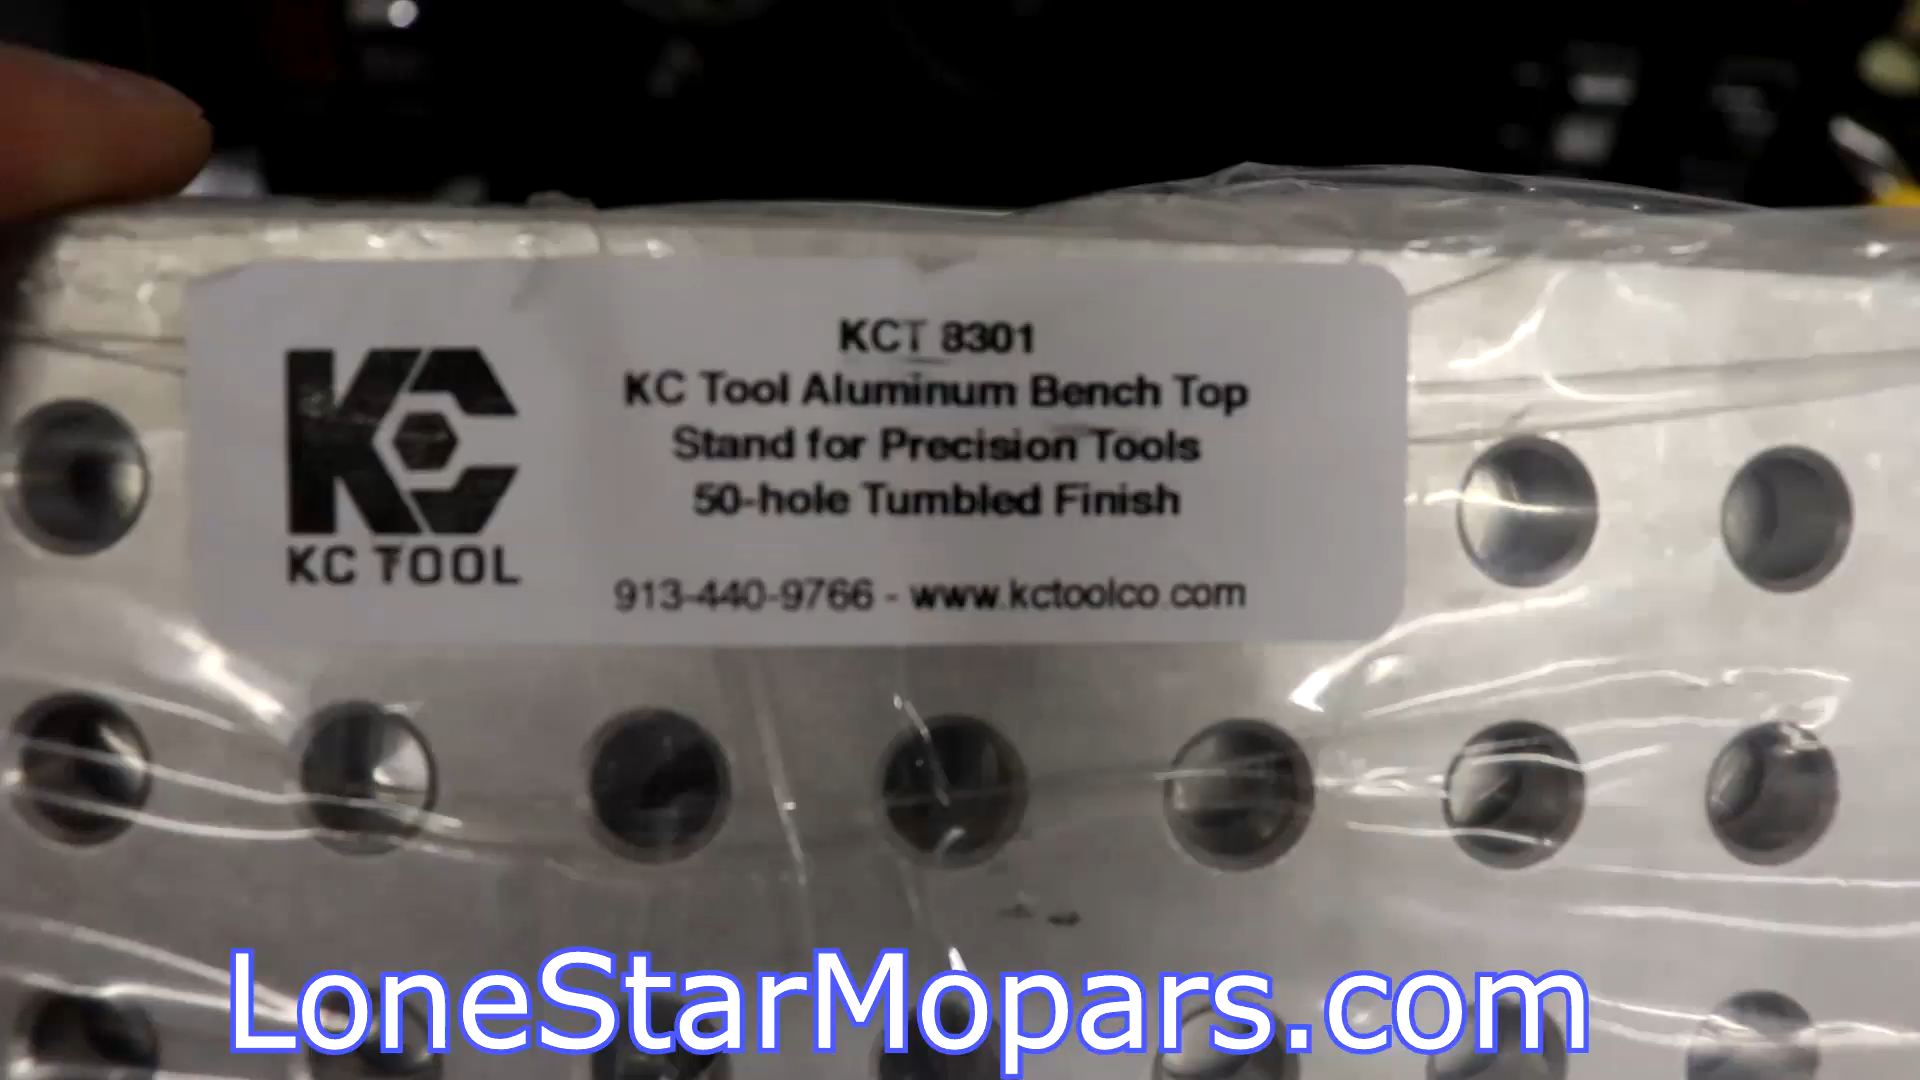 KCT 8301
KC Tool Aluminum Bench Top
Stand for Precision Tools
50-hole Tumbled Finish
KC
KC TOOL
913-440-9766 - www.kctoolco.com
LoneStarMopars.com